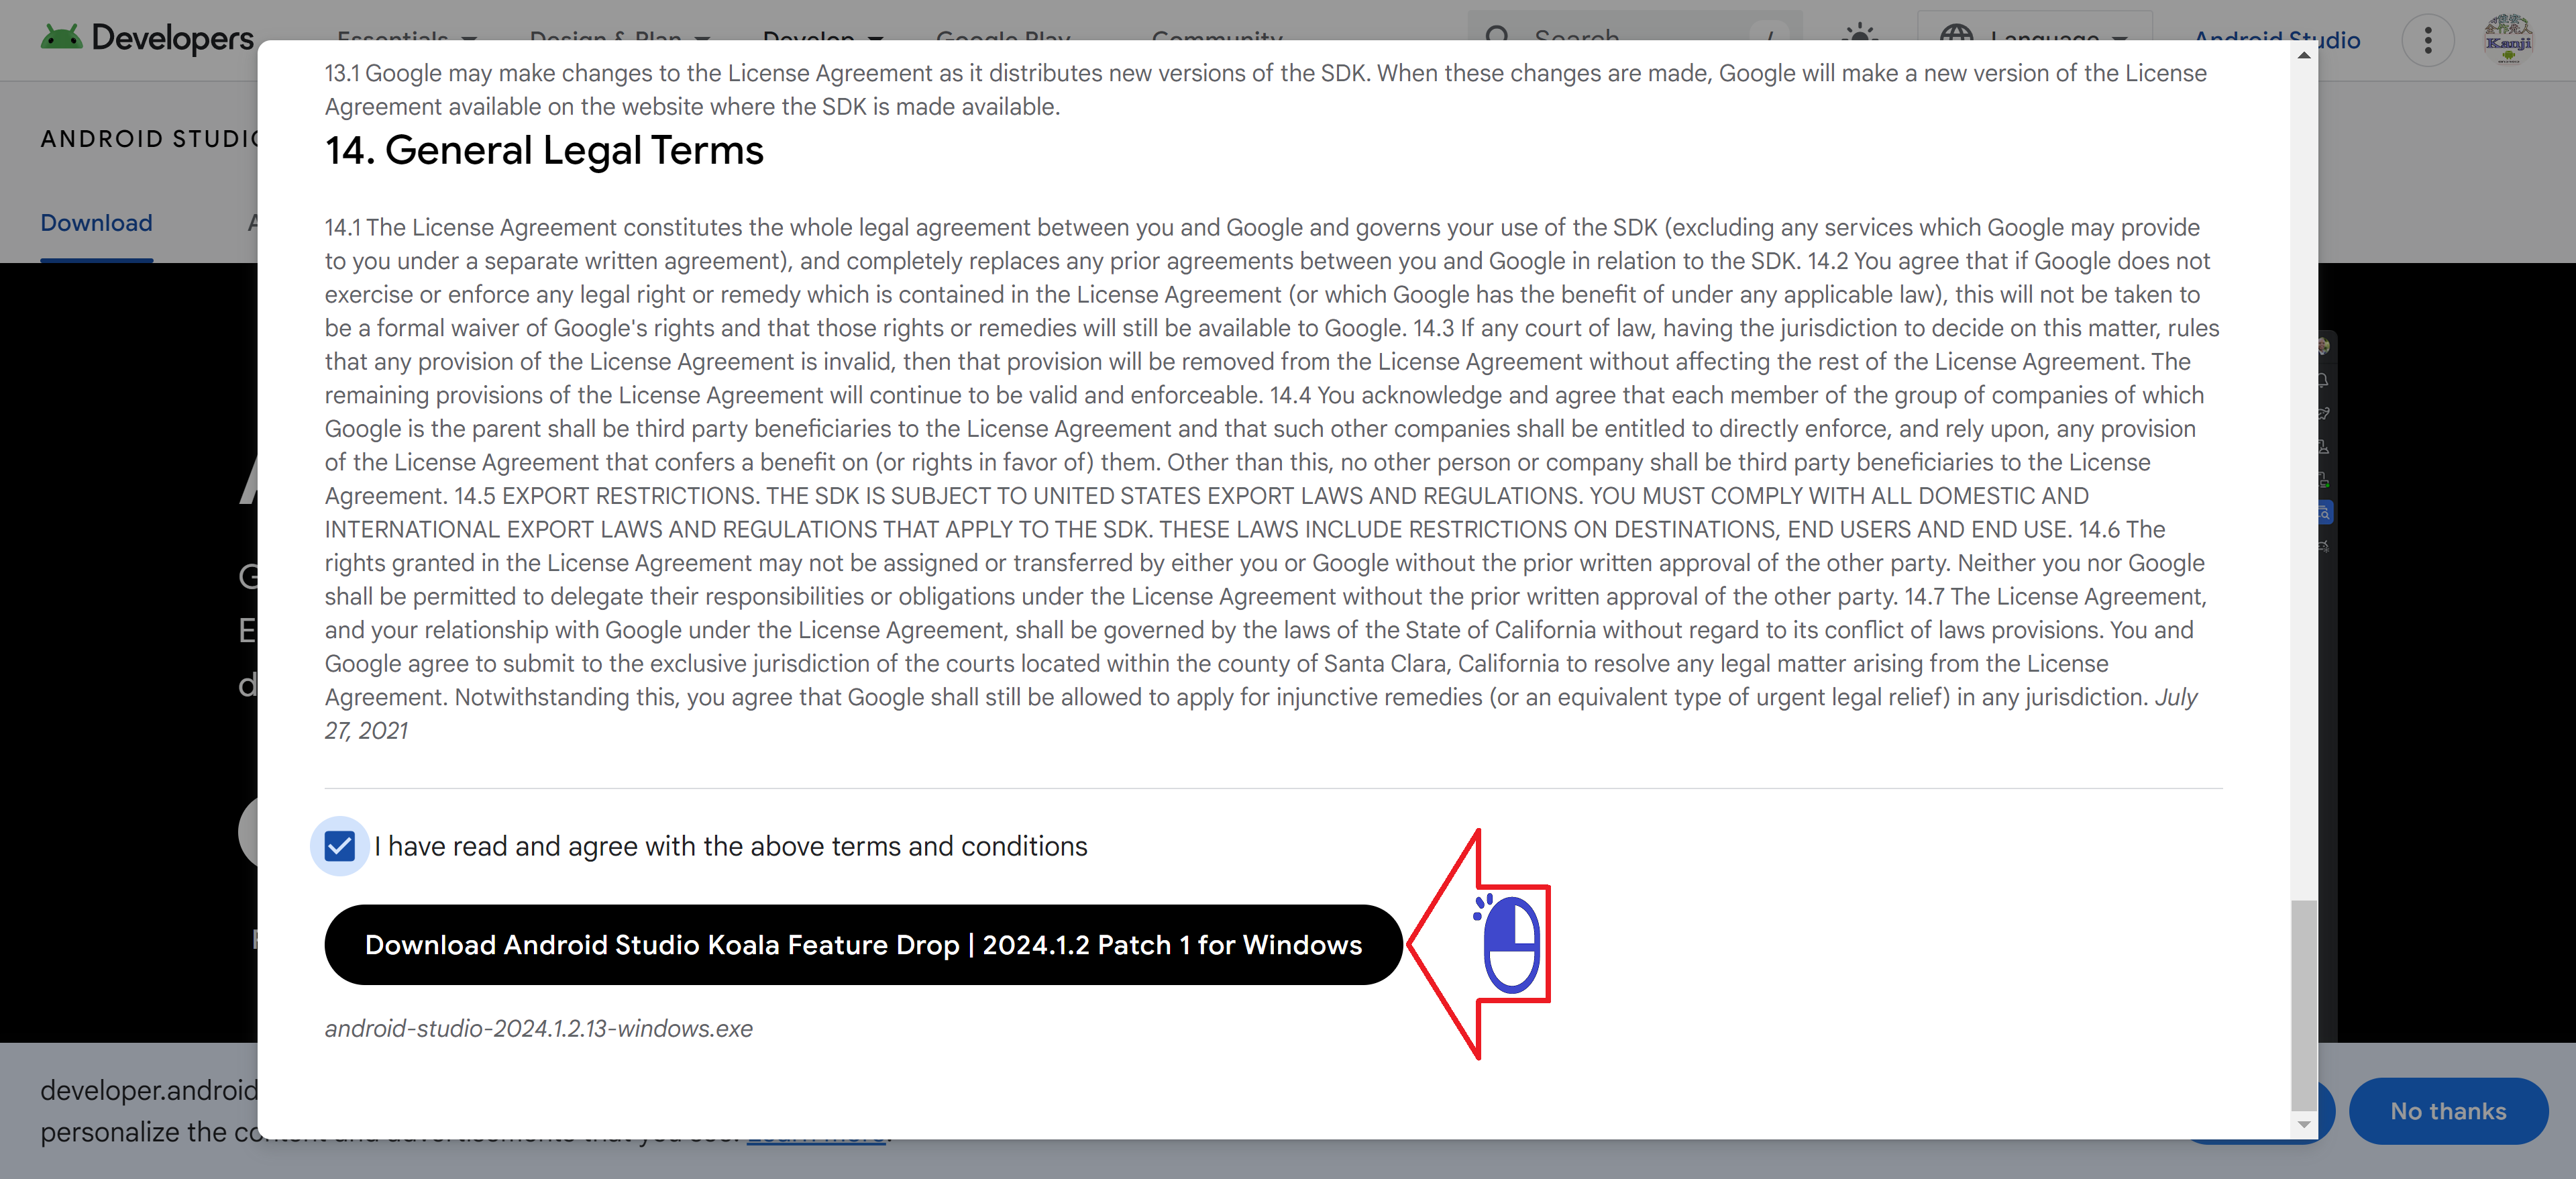 Developers
Essentials
Design & Plan
Develop
Google Play
Community
Search
/
Language
Android Studio
ANDROID STUDIO
Download
13.1 Google may make changes to the License Agreement as it distributes new versions of the SDK. When these changes are made, Google will make a new version of the License
Agreement available on the website where the SDK is made available.
14. General Legal Terms
14.1 The License Agreement constitutes the whole legal agreement between you and Google and governs your use of the SDK (excluding any services which Google may provide
to you under a separate written agreement), and completely replaces any prior agreements between you and Google in relation to the SDK. 14.2 You agree that if Google does not
exercise or enforce any legal right or remedy which is contained in the License Agreement (or which Google has the benefit of under any applicable law), this will not be taken to
be a formal waiver of Google's rights and that those rights or remedies will still be available to Google. 14.3 If any court of law, having the jurisdiction to decide on this matter, rules
that any provision of the License Agreement is invalid, then that provision will be removed from the License Agreement without affecting the rest of the License Agreement. The
remaining provisions of the License Agreement will continue to be valid and enforceable. 14.4 You acknowledge and agree that each member of the group of companies of which
Google is the parent shall be third party beneficiaries to the License Agreement and that such other companies shall be entitled to directly enforce, and rely upon, any provision
of the License Agreement that confers a benefit on (or rights in favor of) them. Other than this, no other person or company shall be third party beneficiaries to the License
Agreement. 14.5 EXPORT RESTRICTIONS. THE SDK IS SUBJECT TO UNITED STATES EXPORT LAWS AND REGULATIONS. YOU MUST COMPLY WITH ALL DOMESTIC AND
INTERNATIONAL EXPORT LAWS AND REGULATIONS THAT APPLY TO THE SDK. THESE LAWS INCLUDE RESTRICTIONS ON DESTINATIONS, END USERS AND END USE. 14.6 The
rights granted in the License Agreement may not be assigned or transferred by either you or Google without the prior written approval of the other party. Neither you nor Google
shall be permitted to delegate their responsibilities or obligations under the License Agreement without the prior written approval of the other party. 14.7 The License Agreement,
and your relationship with Google under the License Agreement, shall be governed by the laws of the State of California without regard to its conflict of laws provisions. You and
Google agree to submit to the exclusive jurisdiction of the courts located within the county of Santa Clara, California to resolve any legal matter arising from the License
Agreement. Notwithstanding this, you agree that Google shall still be allowed to apply for injunctive remedies (or an equivalent type of urgent legal relief) in any jurisdiction. July
27, 2021
I have read and agree with the above terms and conditions
Download Android Studio Koala Feature Drop | 2024.1.2 Patch 1 for Windows
android-studio-2024.1.2.13-windows.exe
developer.android
personalize the content and advertisements that you see. Learn more.
No thanks
Kanji